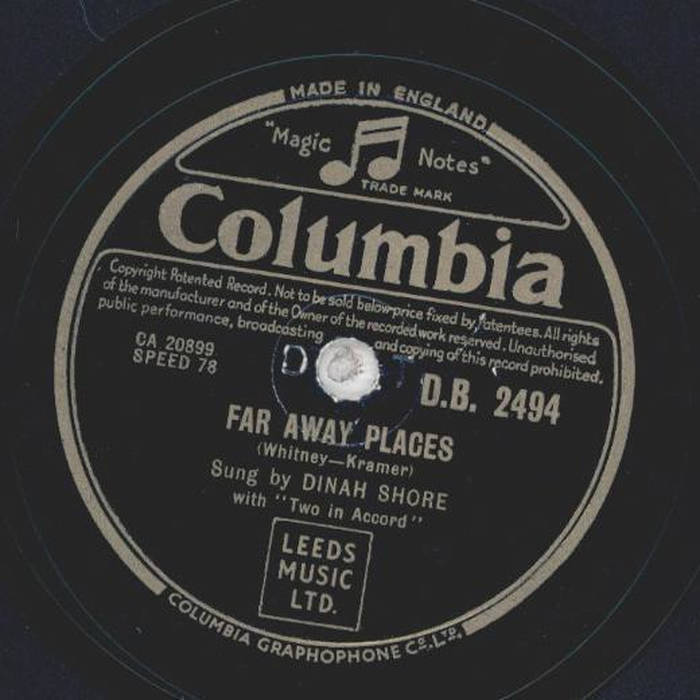 MADE IN ENGLAND
"Magic Notes"
TRADE MARK
Columbia
Copyright Patented Record. Not to be sold below price fixed by patentees. All rights
of the manufacturer and of the Owner of the recorded work reserved. Unauthorised
public performance, broadcasting and copying of this record prohibited.
CA 20899
SPEED 78
D.B. 2494
FAR AWAY PLACES
(Whitney—Kramer)
Sung by DINAH SHORE
with "Two in Accord"
LEEDS
MUSIC
LTD.
COLUMBIA GRAPHOPHONE Co. LTD.